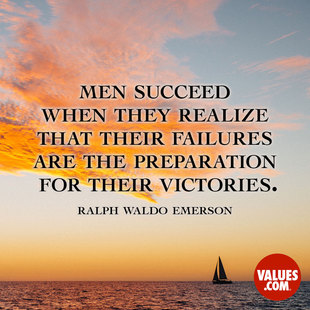 MEN SUCCEED
WHEN THEY REALIZE
THAT THEIR FAILURES
ARE THE PREPARATION
FOR THEIR VICTORIES.
RALPH WALDO EMERSON
VALUES
.COM